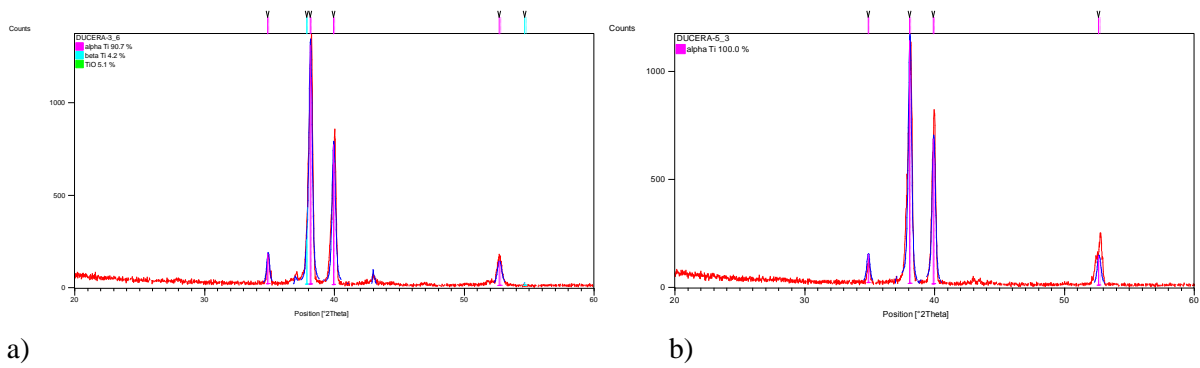 Counts
DUCERA-3_6
alpha Ti 90.7 %
beta Ti 4.2 %
TiO 5.1 %
1000
500
0
20
30
40
50
60
Position [°2Theta]
a)
Counts
DUCERA-5_3
alpha Ti 100.0 %
1000
500
0
20
30
40
50
60
Position [°2Theta]
b)